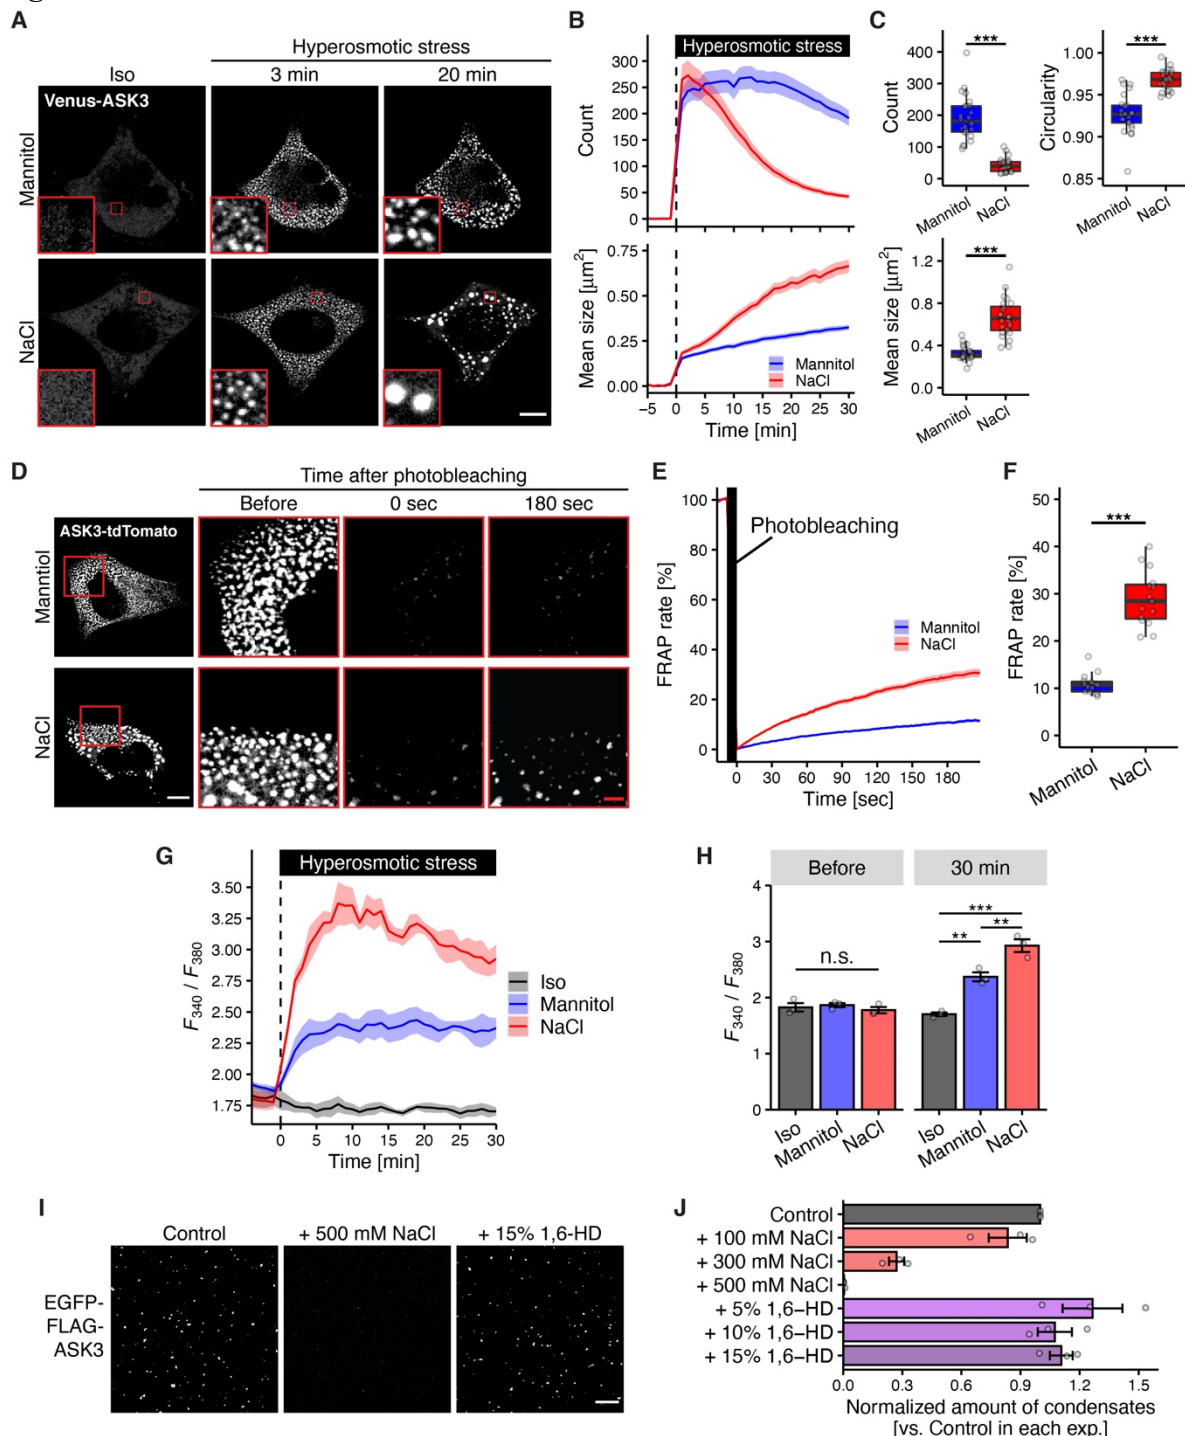 A
Hyperosmotic stress
Iso
3 min
20 min
Venus-ASK3
Mannitol
NaCl
B
Hyperosmotic stress
Count
300
250
200
150
100
50
0
Mean size [µm²]
0.75
0.50
0.25
0.00
Mannitol
NaCl
−5 0 5 10 15 20 25 30
Time [min]
C
Count
400
300
200
100
0
***
Mannitol
NaCl
Circularity
1.00
0.95
0.90
0.85
***
Mannitol
NaCl
Mean size [µm²]
1.2
0.8
0.4
0.0
***
Mannitol
NaCl
D
Time after photobleaching
Before
0 sec
180 sec
ASK3-tdTomato
Manntiol
NaCl
E
FRAP rate [%]
100
80
60
40
20
0
Photobleaching
Mannitol
NaCl
0 30 60 90 120 150 180
Time [sec]
F
FRAP rate [%]
50
40
30
20
10
0
***
Mannitol
NaCl
G
Hyperosmotic stress
F340 / F380
3.50
3.25
3.00
2.75
2.50
2.25
2.00
1.75
Iso
Mannitol
NaCl
0 5 10 15 20 25 30
Time [min]
H
Before
30 min
F340 / F380
4
3
2
1
0
n.s.
***
**
**
Iso
Mannitol
NaCl
Iso
Mannitol
NaCl
I
Control
+ 500 mM NaCl
+ 15% 1,6-HD
EGFP-
FLAG-
ASK3
J
Control
+ 100 mM NaCl
+ 300 mM NaCl
+ 500 mM NaCl
+ 5% 1,6−HD
+ 10% 1,6−HD
+ 15% 1,6−HD
0.0 0.3 0.6 0.9 1.2 1.5
Normalized amount of condensates
[vs. Control in each exp.]